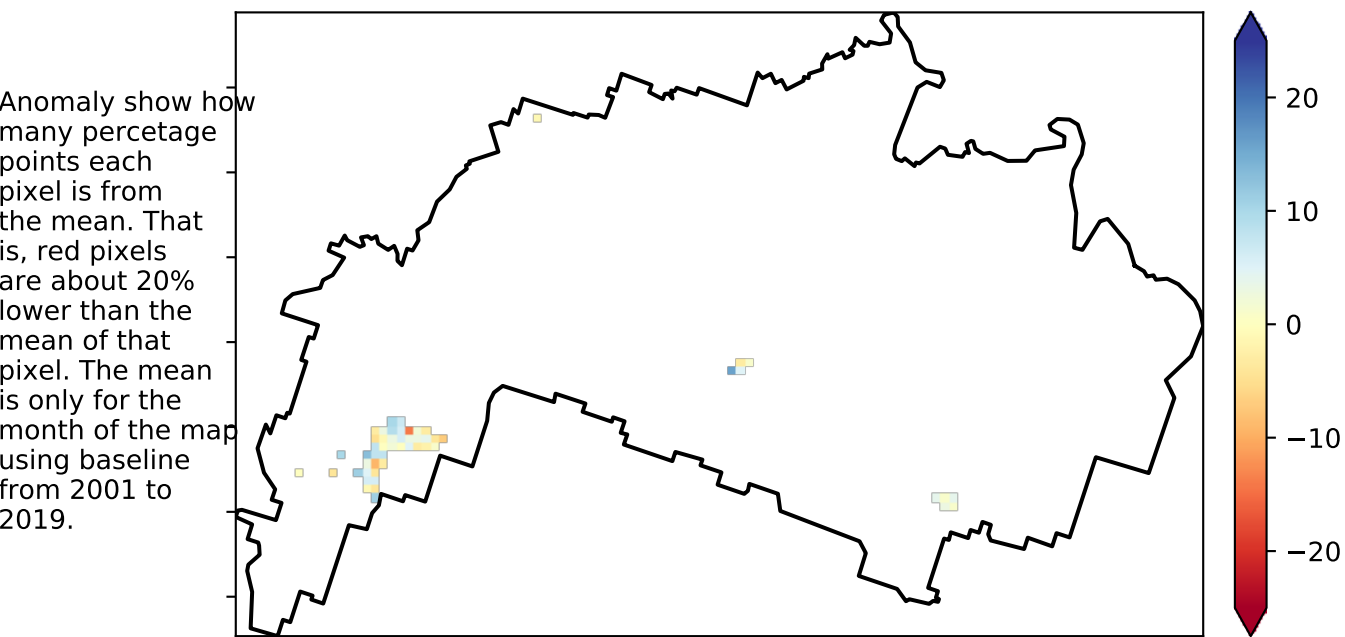 Anomaly show how
many percetage
points each
pixel is from
the mean. That
is, red pixels
are about 20%
lower than the
mean of that
pixel. The mean
is only for the
month of the map
using baseline
from 2001 to
2019.
20
10
0
−10
−20